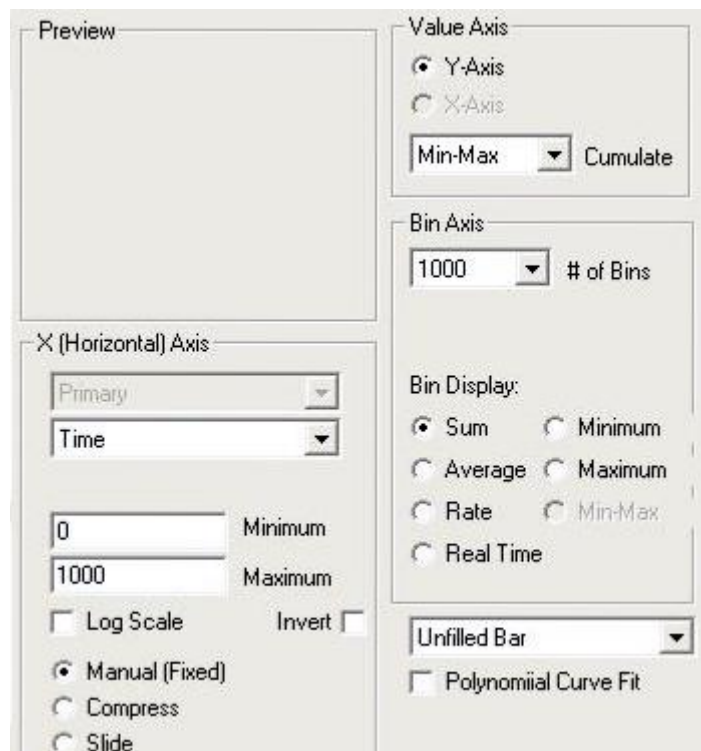 Preview
X (Horizontal) Axis
Primary
Time
0 Minimum
1000 Maximum
Log Scale Invert
Manual (Fixed)
Compress
Slide
Value Axis
Y-Axis
X-Axis
Min-Max Cumulate
Bin Axis
1000 # of Bins
Bin Display:
Sum Minimum
Average Maximum
Rate Min-Max
Real Time
Unfilled Bar
Polynomiial Curve Fit